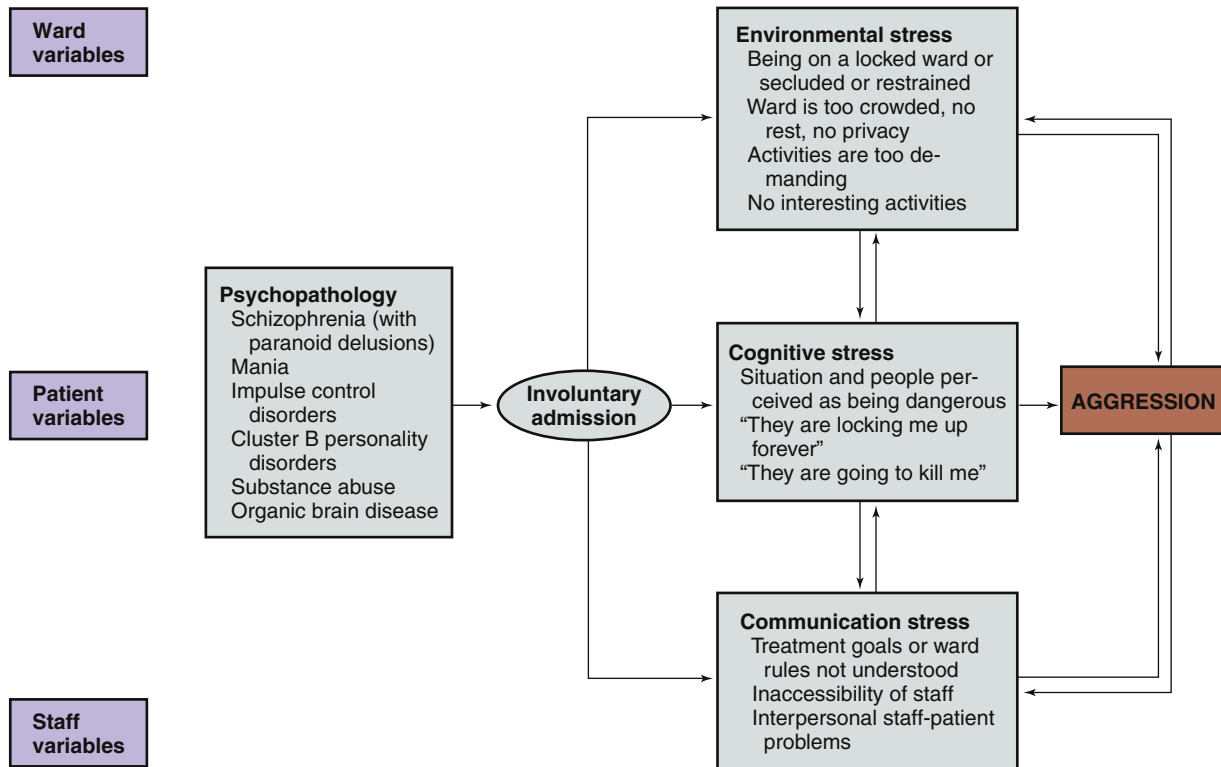 Ward
variables
Environmental stress
Being on a locked ward or
secluded or restrained
Ward is too crowded, no
rest, no privacy
Activities are too de-
manding
No interesting activities
Psychopathology
Schizophrenia (with
paranoid delusions)
Mania
Impulse control
disorders
Cluster B personality
disorders
Substance abuse
Organic brain disease
Patient
variables
Involuntary
admission
Cognitive stress
Situation and people per-
ceived as being dangerous
“They are locking me up
forever”
“They are going to kill me”
AGGRESSION
Communication stress
Treatment goals or ward
rules not understood
Inaccessibility of staff
Interpersonal staff-patient
problems
Staff
variables